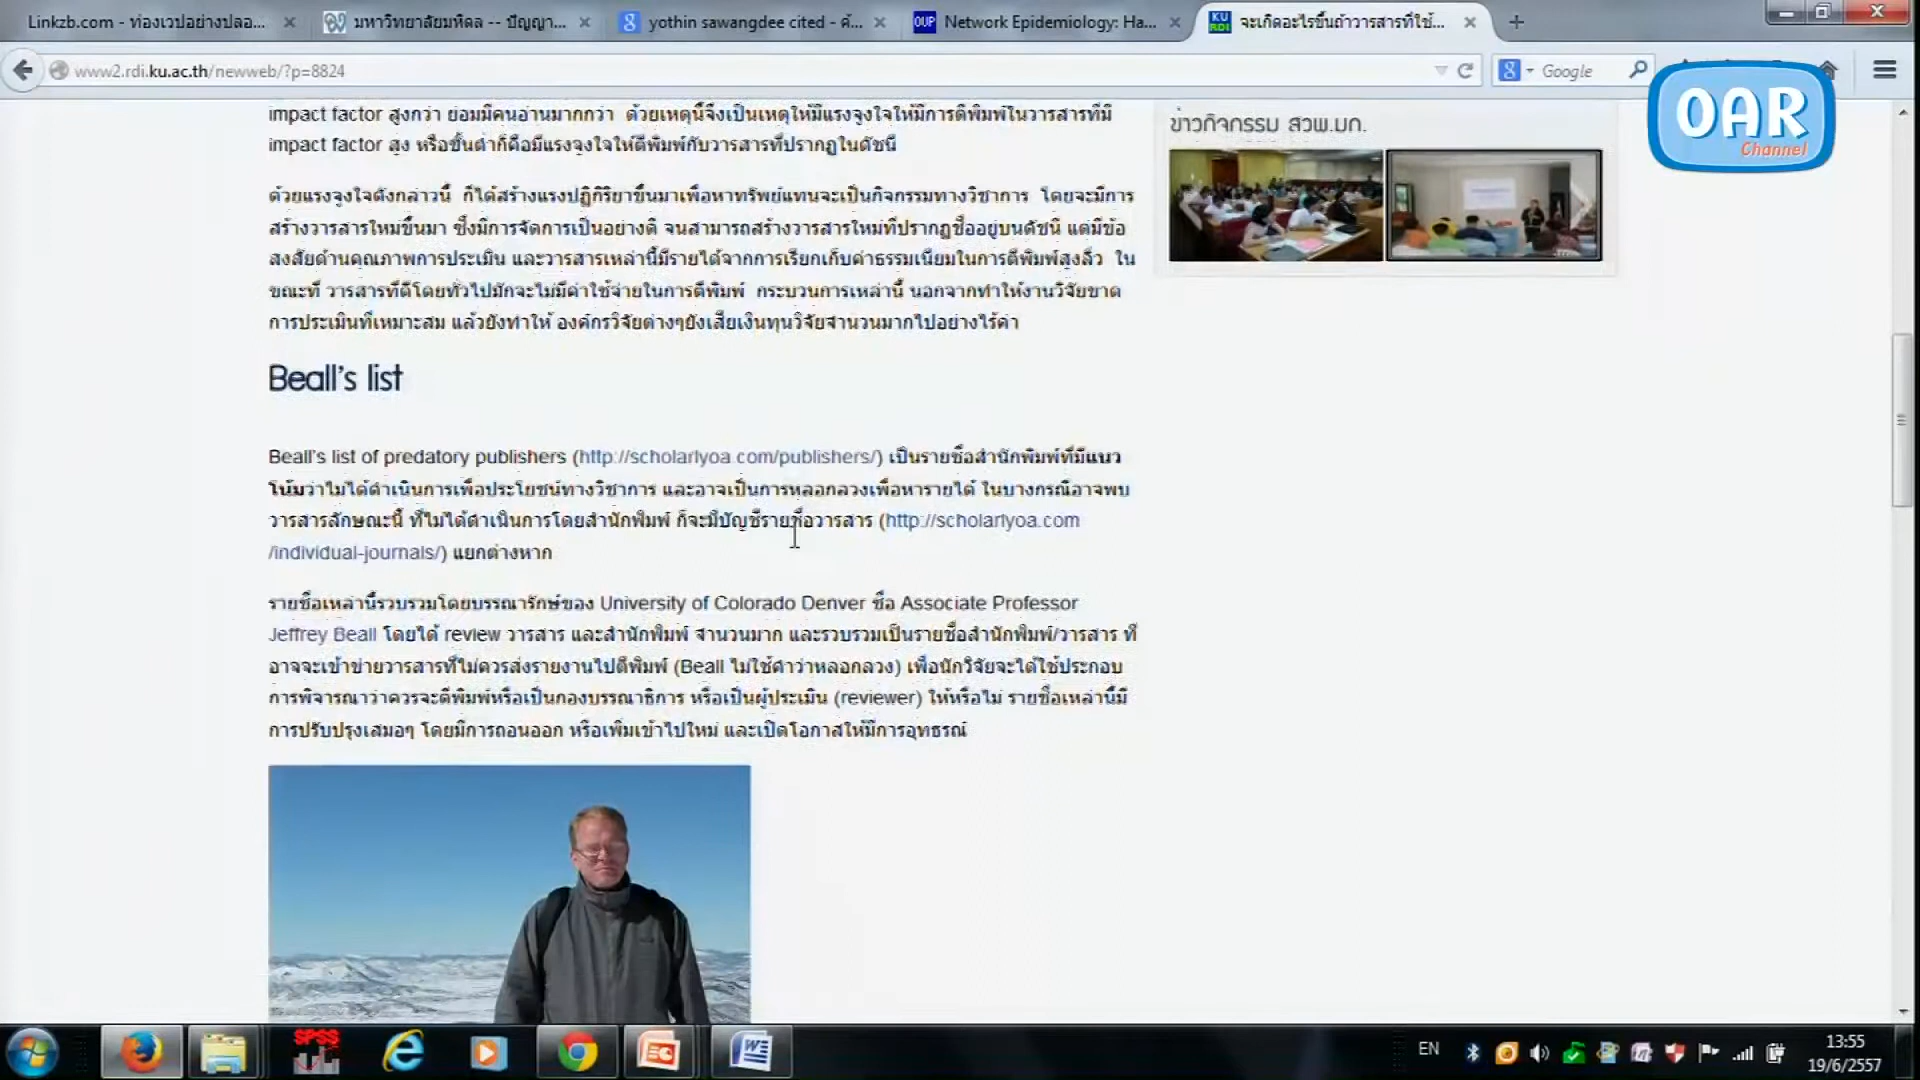 Linkzb.com - ท่องเวปอย่างปลอ...
มหาวิทยาลัยมหิดล -- ปัญญา...
yothin sawangdee cited - ค้...
Network Epidemiology: Ha...
จะเกิดอะไรขึ้นถ้าวารสารที่ใช้...
www2.rdi.ku.ac.th/newweb/?p=8824
Google
OAR
Channel
impact factor สูงกว่า ย่อมมีคนอ่านมากกว่า ด้วยเหตุนี้จึงเป็นเหตุให้มีแรงจูงใจให้มีการตีพิมพ์ในวารสารที่มี
impact factor สูง หรือขั้นต่ำก็คือมีแรงจูงใจให้ตีพิมพ์กับวารสารที่ปรากฏในดัชนี
ข่าวกิจกรรม สวพ.มก.
ด้วยแรงจูงใจดังกล่าวนี้ ก็ได้สร้างแรงปฏิกิริยาขึ้นมาเพื่อหาทรัพย์แทนจะเป็นกิจกรรมทางวิชาการ โดยจะมีการ
สร้างวารสารใหม่ขึ้นมา ซึ่งมีการจัดการเป็นอย่างดี จนสามารถสร้างวารสารใหม่ที่ปรากฏชื่ออยู่บนดัชนี แต่มีข้อ
สงสัยด้านคุณภาพการประเมิน และวารสารเหล่านี้มีรายได้จากการเรียกเก็บค่าธรรมเนียมในการตีพิมพ์สูงลิ่ว ใน
ขณะที่ วารสารที่ดีโดยทั่วไปมักจะไม่มีค่าใช้จ่ายในการตีพิมพ์ กระบวนการเหล่านี้ นอกจากทำให้งานวิจัยขาด
การประเมินที่เหมาะสม แล้วยังทำให้ องค์กรวิจัยต่างๆยังเสียเงินทุนวิจัยจำนวนมากไปอย่างไร้ค่า
Beall's list
Beall's list of predatory publishers (http://scholarlyoa.com/publishers/) เป็นรายชื่อสำนักพิมพ์ที่มีแนว
โน้มว่าไม่ได้ดำเนินการเพื่อประโยชน์ทางวิชาการ และอาจเป็นการหลอกลวงเพื่อหารายได้ ในบางกรณีอาจพบ
วารสารลักษณะนี้ ที่ไม่ได้ดำเนินการโดยสำนักพิมพ์ ก็จะมีบัญชีรายชื่อวารสาร (http://scholarlyoa.com
/individual-journals/) แยกต่างหาก
รายชื่อเหล่านี้รวบรวมโดยบรรณารักษ์ของ University of Colorado Denver ชื่อ Associate Professor
Jeffrey Beall โดยได้ review วารสาร และสำนักพิมพ์ จำนวนมาก และรวบรวมเป็นรายชื่อสำนักพิมพ์/วารสาร ที่
อาจจะเข้าข่ายวารสารที่ไม่ควรส่งรายงานไปตีพิมพ์ (Beall ไม่ใช้คำว่าหลอกลวง) เพื่อนักวิจัยจะได้ใช้ประกอบ
การพิจารณาว่าควรจะตีพิมพ์หรือเป็นกองบรรณาธิการ หรือเป็นผู้ประเมิน (reviewer) ให้หรือไม่ รายชื่อเหล่านี้มี
การปรับปรุงเสมอๆ โดยมีการถอนออก หรือเพิ่มเข้าไปใหม่ และเปิดโอกาสให้มีการอุทธรณ์
SPSS
EN
13:55
19/6/2557